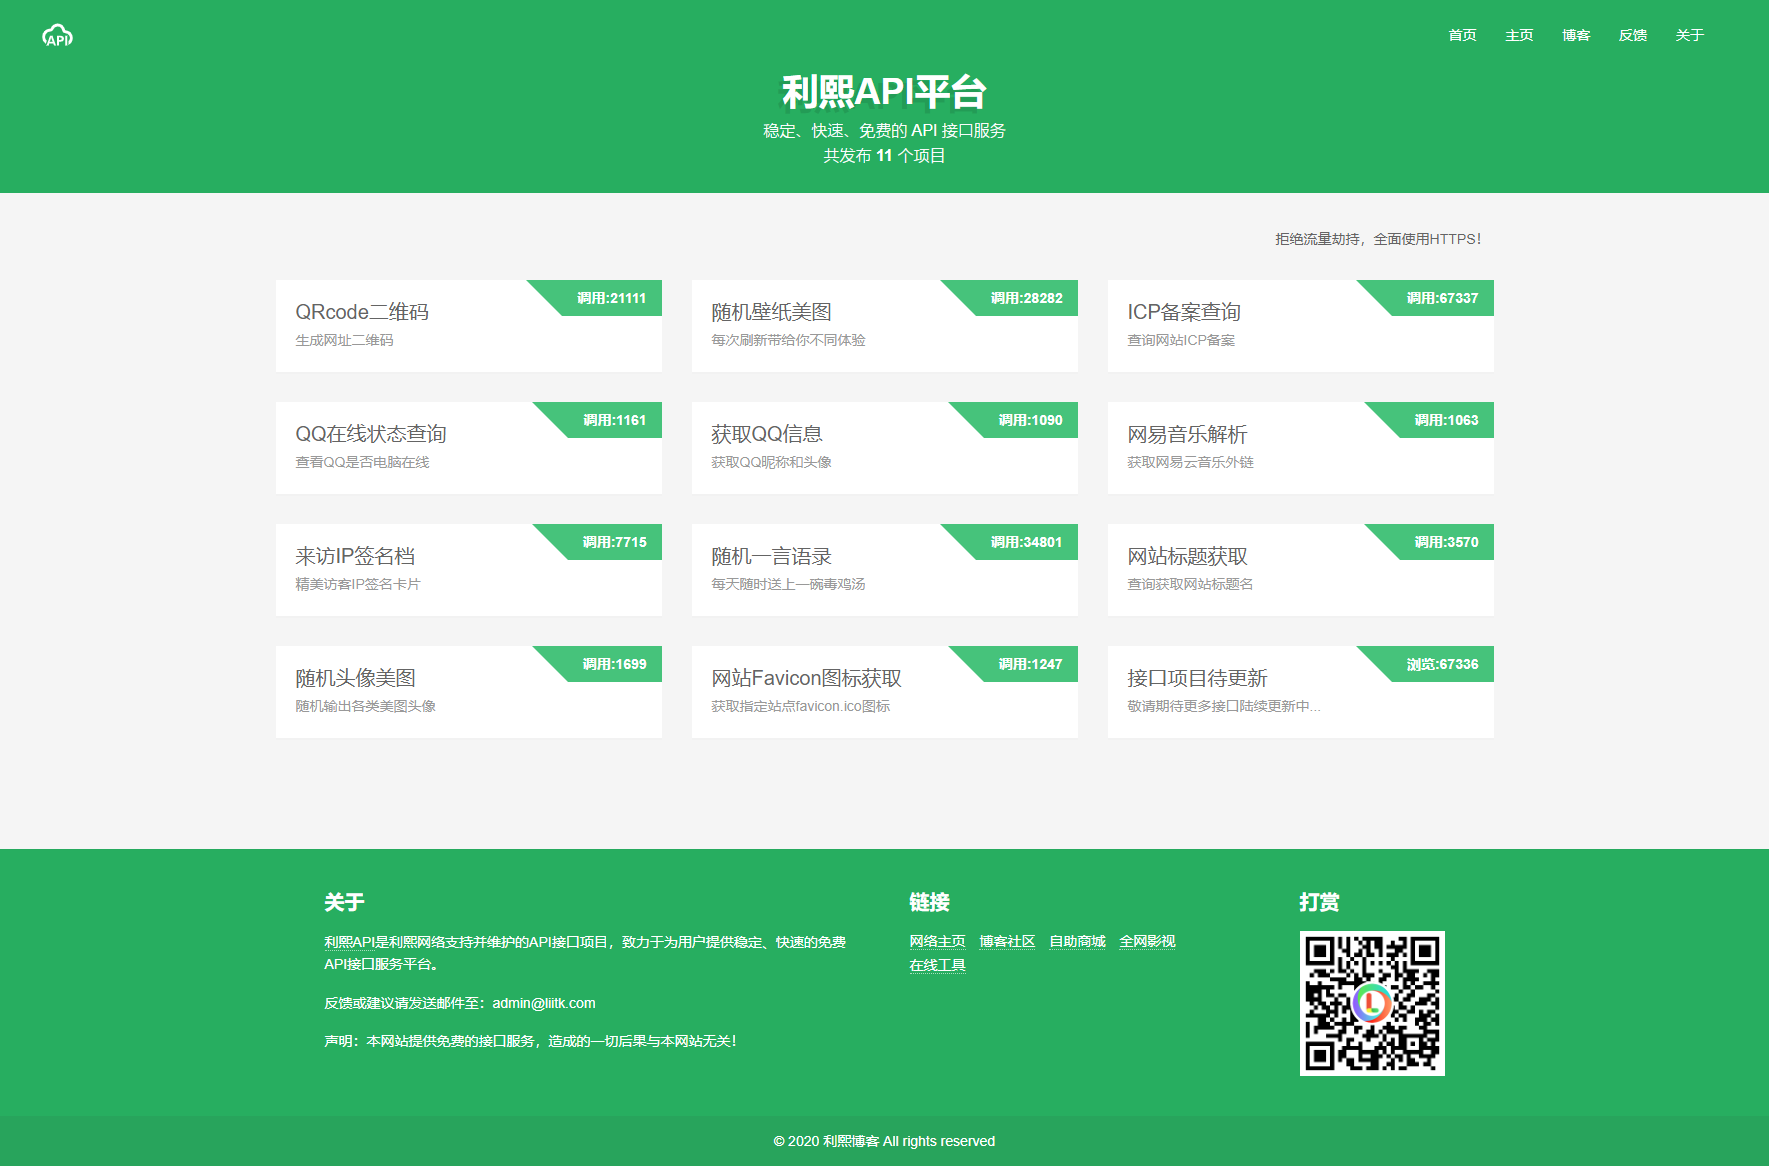 API
首页 主页 博客 反馈 关于
利熙API平台
稳定、快速、免费的 API 接口服务
共发布 11 个项目
拒绝流量劫持，全面使用HTTPS！
QRcode二维码
调用:21111
生成网址二维码
随机壁纸美图
调用:28282
每次刷新带给你不同体验
ICP备案查询
调用:67337
查询网站ICP备案
QQ在线状态查询
调用:1161
查看QQ是否电脑在线
获取QQ信息
调用:1090
获取QQ昵称和头像
网易音乐解析
调用:1063
获取网易云音乐外链
来访IP签名档
调用:7715
精美访客IP签名卡片
随机一言语录
调用:34801
每天随时送上一碗毒鸡汤
网站标题获取
调用:3570
查询获取网站标题名
随机头像美图
调用:1699
随机输出各类美图头像
网站Favicon图标获取
调用:1247
获取指定站点favicon.ico图标
接口项目待更新
浏览:67336
敬请期待更多接口陆续更新中...
关于
利熙API是利熙网络支持并维护的API接口项目，致力于为用户提供稳定、快速的免费
API接口服务平台。
反馈或建议请发送邮件至：admin@liitk.com
声明：本网站提供免费的接口服务，造成的一切后果与本网站无关！
链接
网络主页 博客社区 自助商城 全网影视
在线工具
打赏
© 2020 利熙博客 All rights reserved